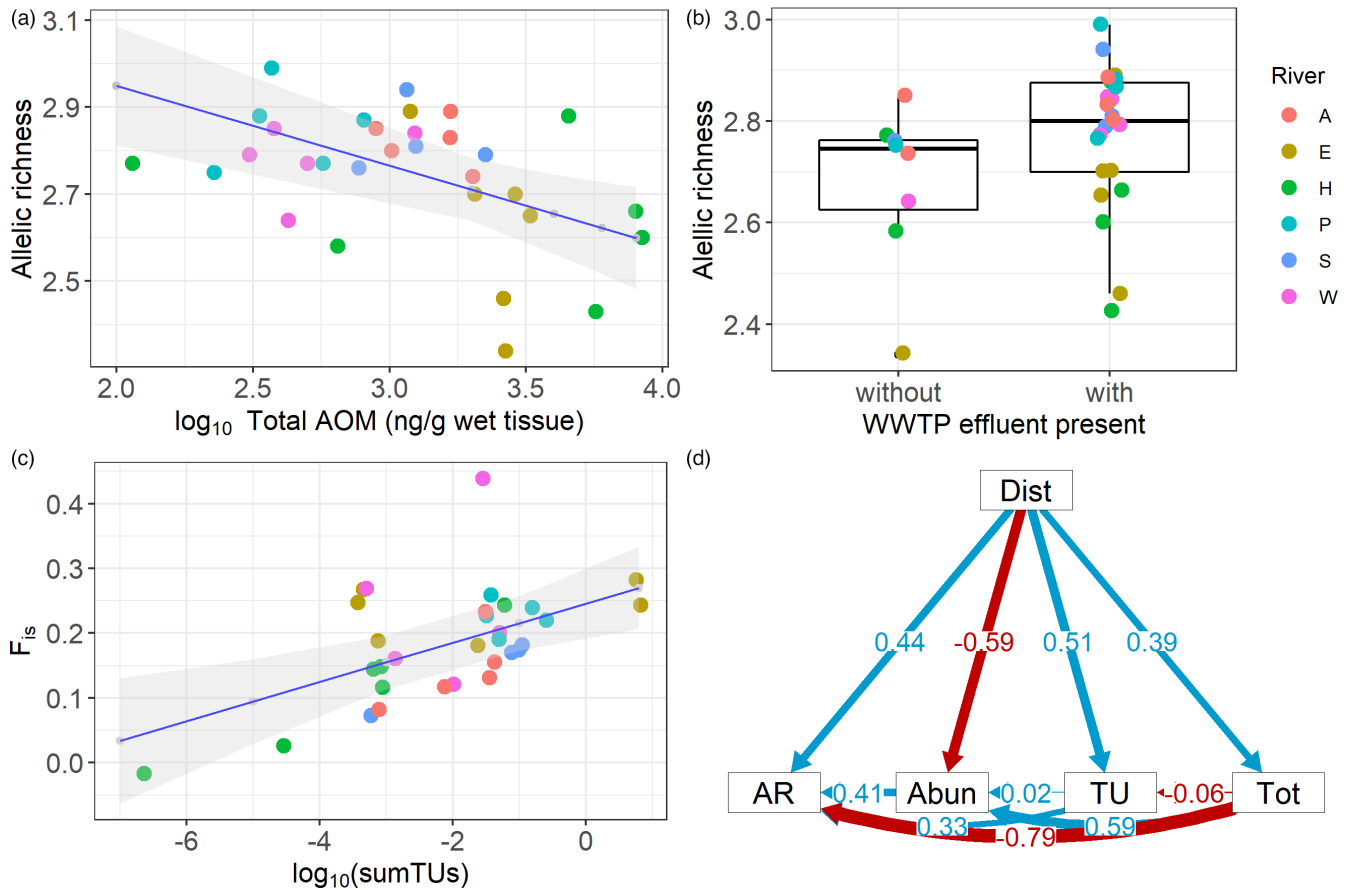 (a)
3.1
2.9
2.7
2.5
Allelic richness
2.0 2.5 3.0 3.5 4.0
log10 Total AOM (ng/g wet tissue)
(b)
3.0
2.8
2.6
2.4
Alellic richness
without with
WWTP effluent present
River
A
E
H
P
S
W
(c)
0.4
0.3
0.2
0.1
0.0
Fis
-6 -4 -2 0
log10(sumTUs)
(d)
Dist
0.44 -0.59 0.51 0.39
AR 0.41 Abun 0.02 TU -0.06 Tot
0.33 -0.79 0.59